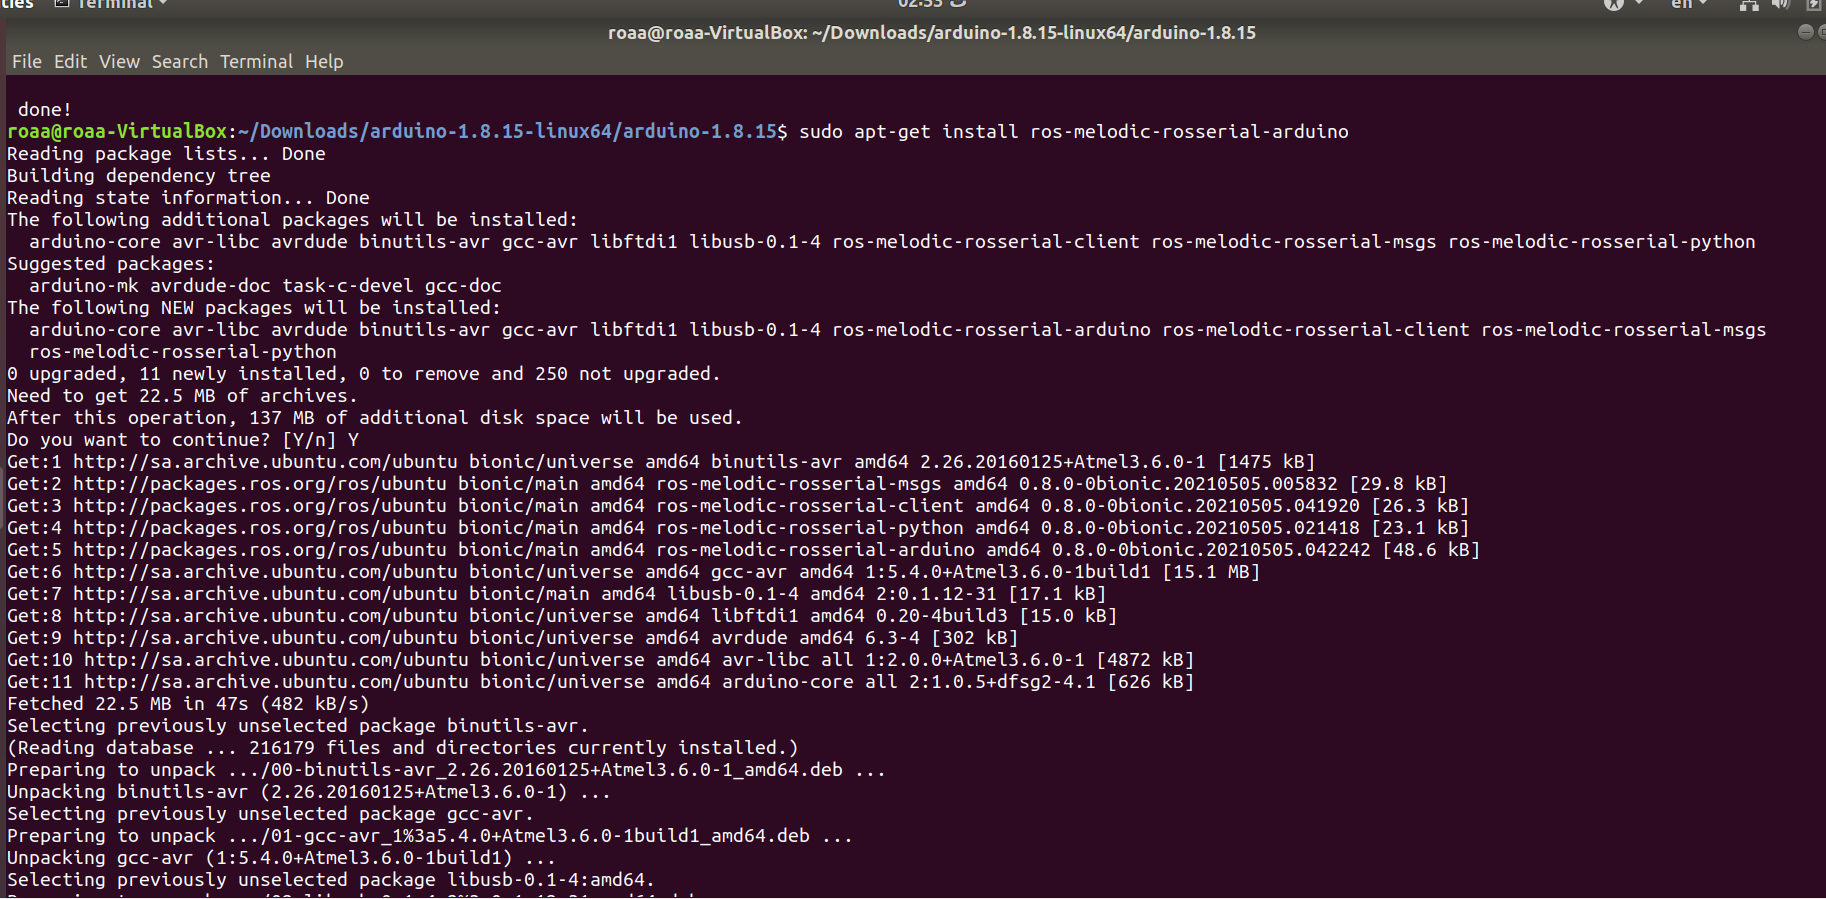 ties Terminal 02:53 ث en
roaa@roaa-VirtualBox: ~/Downloads/arduino-1.8.15-linux64/arduino-1.8.15
File Edit View Search Terminal Help
done!
roaa@roaa-VirtualBox:~/Downloads/arduino-1.8.15-linux64/arduino-1.8.15$ sudo apt-get install ros-melodic-rosserial-arduino
Reading package lists... Done
Building dependency tree
Reading state information... Done
The following additional packages will be installed:
arduino-core avr-libc avrdude binutils-avr gcc-avr libftdi1 libusb-0.1-4 ros-melodic-rosserial-client ros-melodic-rosserial-msgs ros-melodic-rosserial-python
Suggested packages:
arduino-mk avrdude-doc task-c-devel gcc-doc
The following NEW packages will be installed:
arduino-core avr-libc avrdude binutils-avr gcc-avr libftdi1 libusb-0.1-4 ros-melodic-rosserial-arduino ros-melodic-rosserial-client ros-melodic-rosserial-msgs
ros-melodic-rosserial-python
0 upgraded, 11 newly installed, 0 to remove and 250 not upgraded.
Need to get 22.5 MB of archives.
After this operation, 137 MB of additional disk space will be used.
Do you want to continue? [Y/n] Y
Get:1 http://sa.archive.ubuntu.com/ubuntu bionic/universe amd64 binutils-avr amd64 2.26.20160125+Atmel3.6.0-1 [1475 kB]
Get:2 http://packages.ros.org/ros/ubuntu bionic/main amd64 ros-melodic-rosserial-msgs amd64 0.8.0-0bionic.20210505.005832 [29.8 kB]
Get:3 http://packages.ros.org/ros/ubuntu bionic/main amd64 ros-melodic-rosserial-client amd64 0.8.0-0bionic.20210505.041920 [26.3 kB]
Get:4 http://packages.ros.org/ros/ubuntu bionic/main amd64 ros-melodic-rosserial-python amd64 0.8.0-0bionic.20210505.021418 [23.1 kB]
Get:5 http://packages.ros.org/ros/ubuntu bionic/main amd64 ros-melodic-rosserial-arduino amd64 0.8.0-0bionic.20210505.042242 [48.6 kB]
Get:6 http://sa.archive.ubuntu.com/ubuntu bionic/universe amd64 gcc-avr amd64 1:5.4.0+Atmel3.6.0-1build1 [15.1 MB]
Get:7 http://sa.archive.ubuntu.com/ubuntu bionic/main amd64 libusb-0.1-4 amd64 2:0.1.12-31 [17.1 kB]
Get:8 http://sa.archive.ubuntu.com/ubuntu bionic/universe amd64 libftdi1 amd64 0.20-4build3 [15.0 kB]
Get:9 http://sa.archive.ubuntu.com/ubuntu bionic/universe amd64 avrdude amd64 6.3-4 [302 kB]
Get:10 http://sa.archive.ubuntu.com/ubuntu bionic/universe amd64 avr-libc all 1:2.0.0+Atmel3.6.0-1 [4872 kB]
Get:11 http://sa.archive.ubuntu.com/ubuntu bionic/universe amd64 arduino-core all 2:1.0.5+dfsg2-4.1 [626 kB]
Fetched 22.5 MB in 47s (482 kB/s)
Selecting previously unselected package binutils-avr.
(Reading database ... 216179 files and directories currently installed.)
Preparing to unpack .../00-binutils-avr_2.26.20160125+Atmel3.6.0-1_amd64.deb ...
Unpacking binutils-avr (2.26.20160125+Atmel3.6.0-1) ...
Selecting previously unselected package gcc-avr.
Preparing to unpack .../01-gcc-avr_1%3a5.4.0+Atmel3.6.0-1build1_amd64.deb ...
Unpacking gcc-avr (1:5.4.0+Atmel3.6.0-1build1) ...
Selecting previously unselected package libusb-0.1-4:amd64.